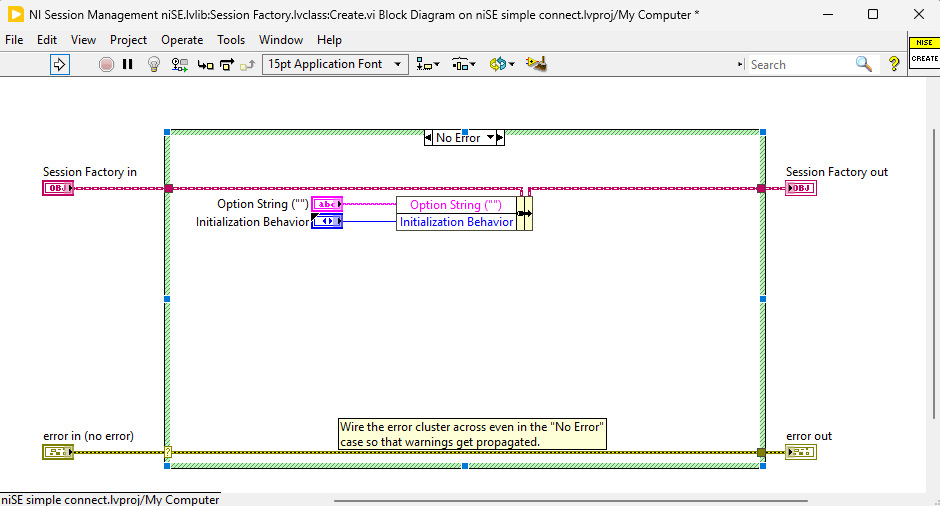 NI Session Management niSE.lvlib:Session Factory.lvclass:Create.vi Block Diagram on niSE simple connect.lvproj/My Computer *
File Edit View Project Operate Tools Window Help
NISE
CREATE
15pt Application Font
Search
?
No Error
Session Factory in
OBJ
Session Factory out
OBJ
Option String ("")
abc
Option String ("")
Initialization Behavior
Initialization Behavior
Wire the error cluster across even in the "No Error"
case so that warnings get propagated.
error in (no error)
?
error out
niSE simple connect.lvproj/My Computer